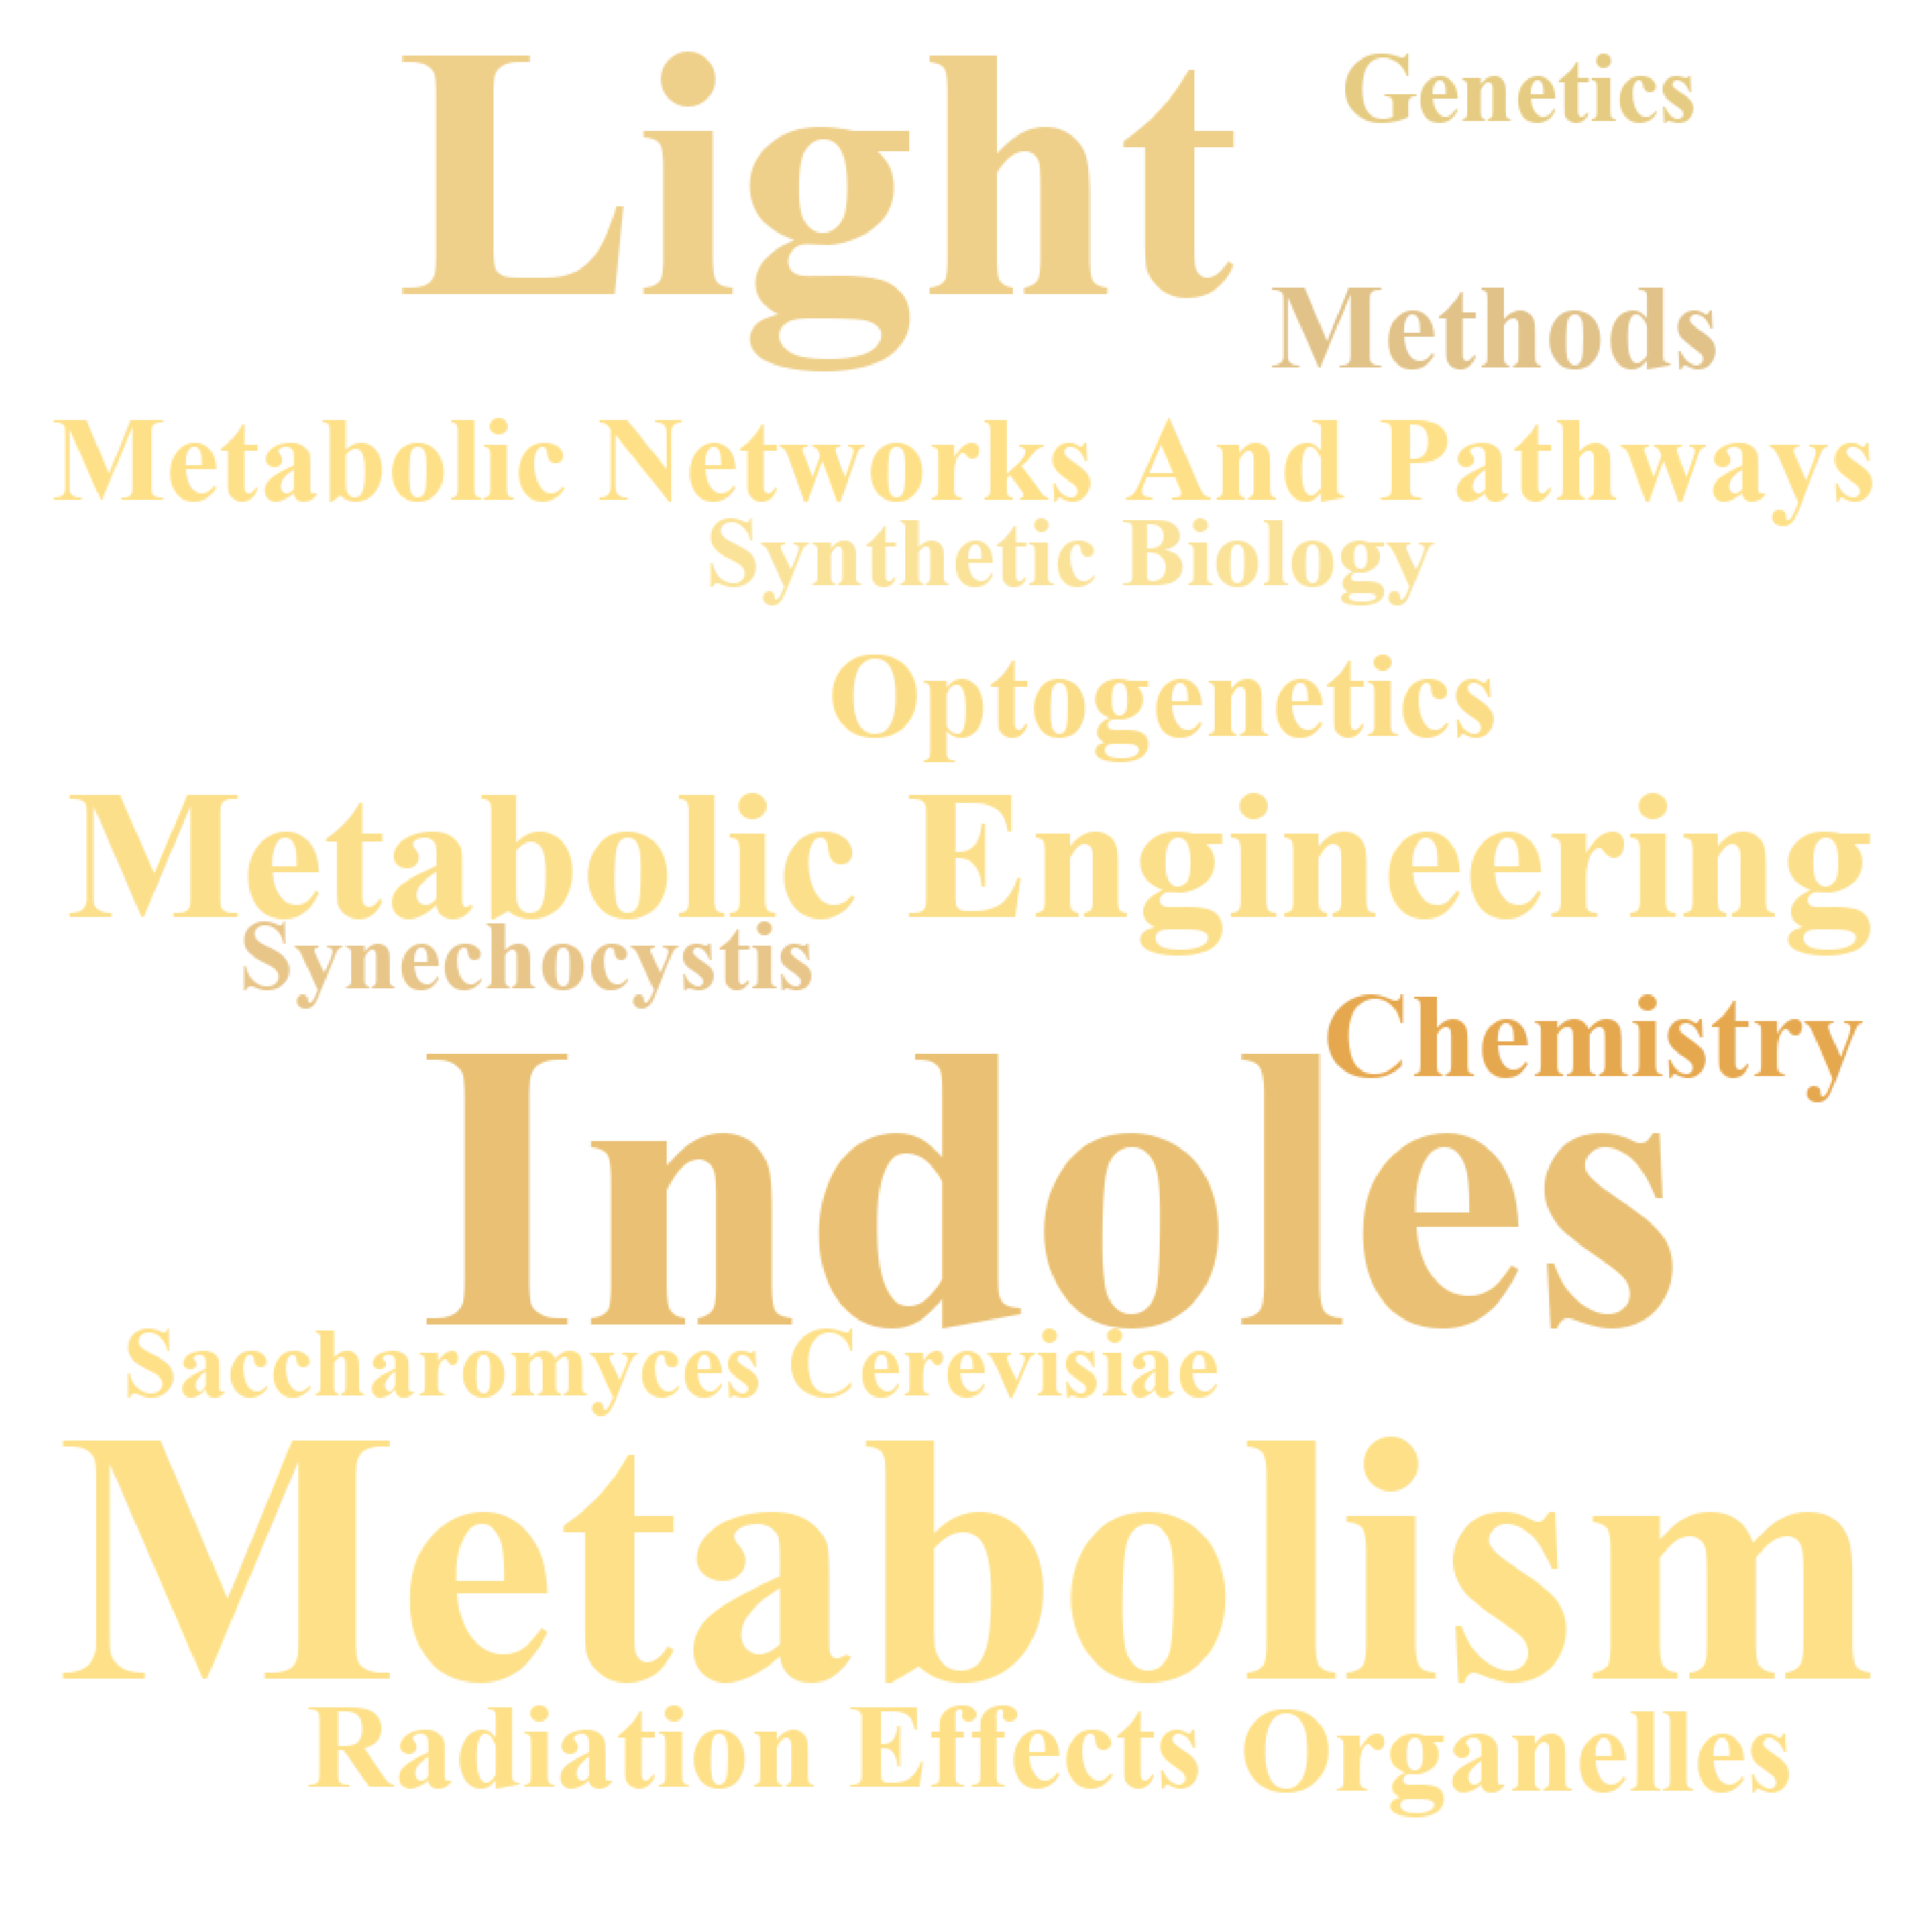 Light
Genetics
Methods
Metabolic Networks And Pathways
Synthetic Biology
Optogenetics
Metabolic Engineering
Synechocystis
Chemistry
Indoles
Saccharomyces Cerevisiae
Metabolism
Radiation Effects
Organelles